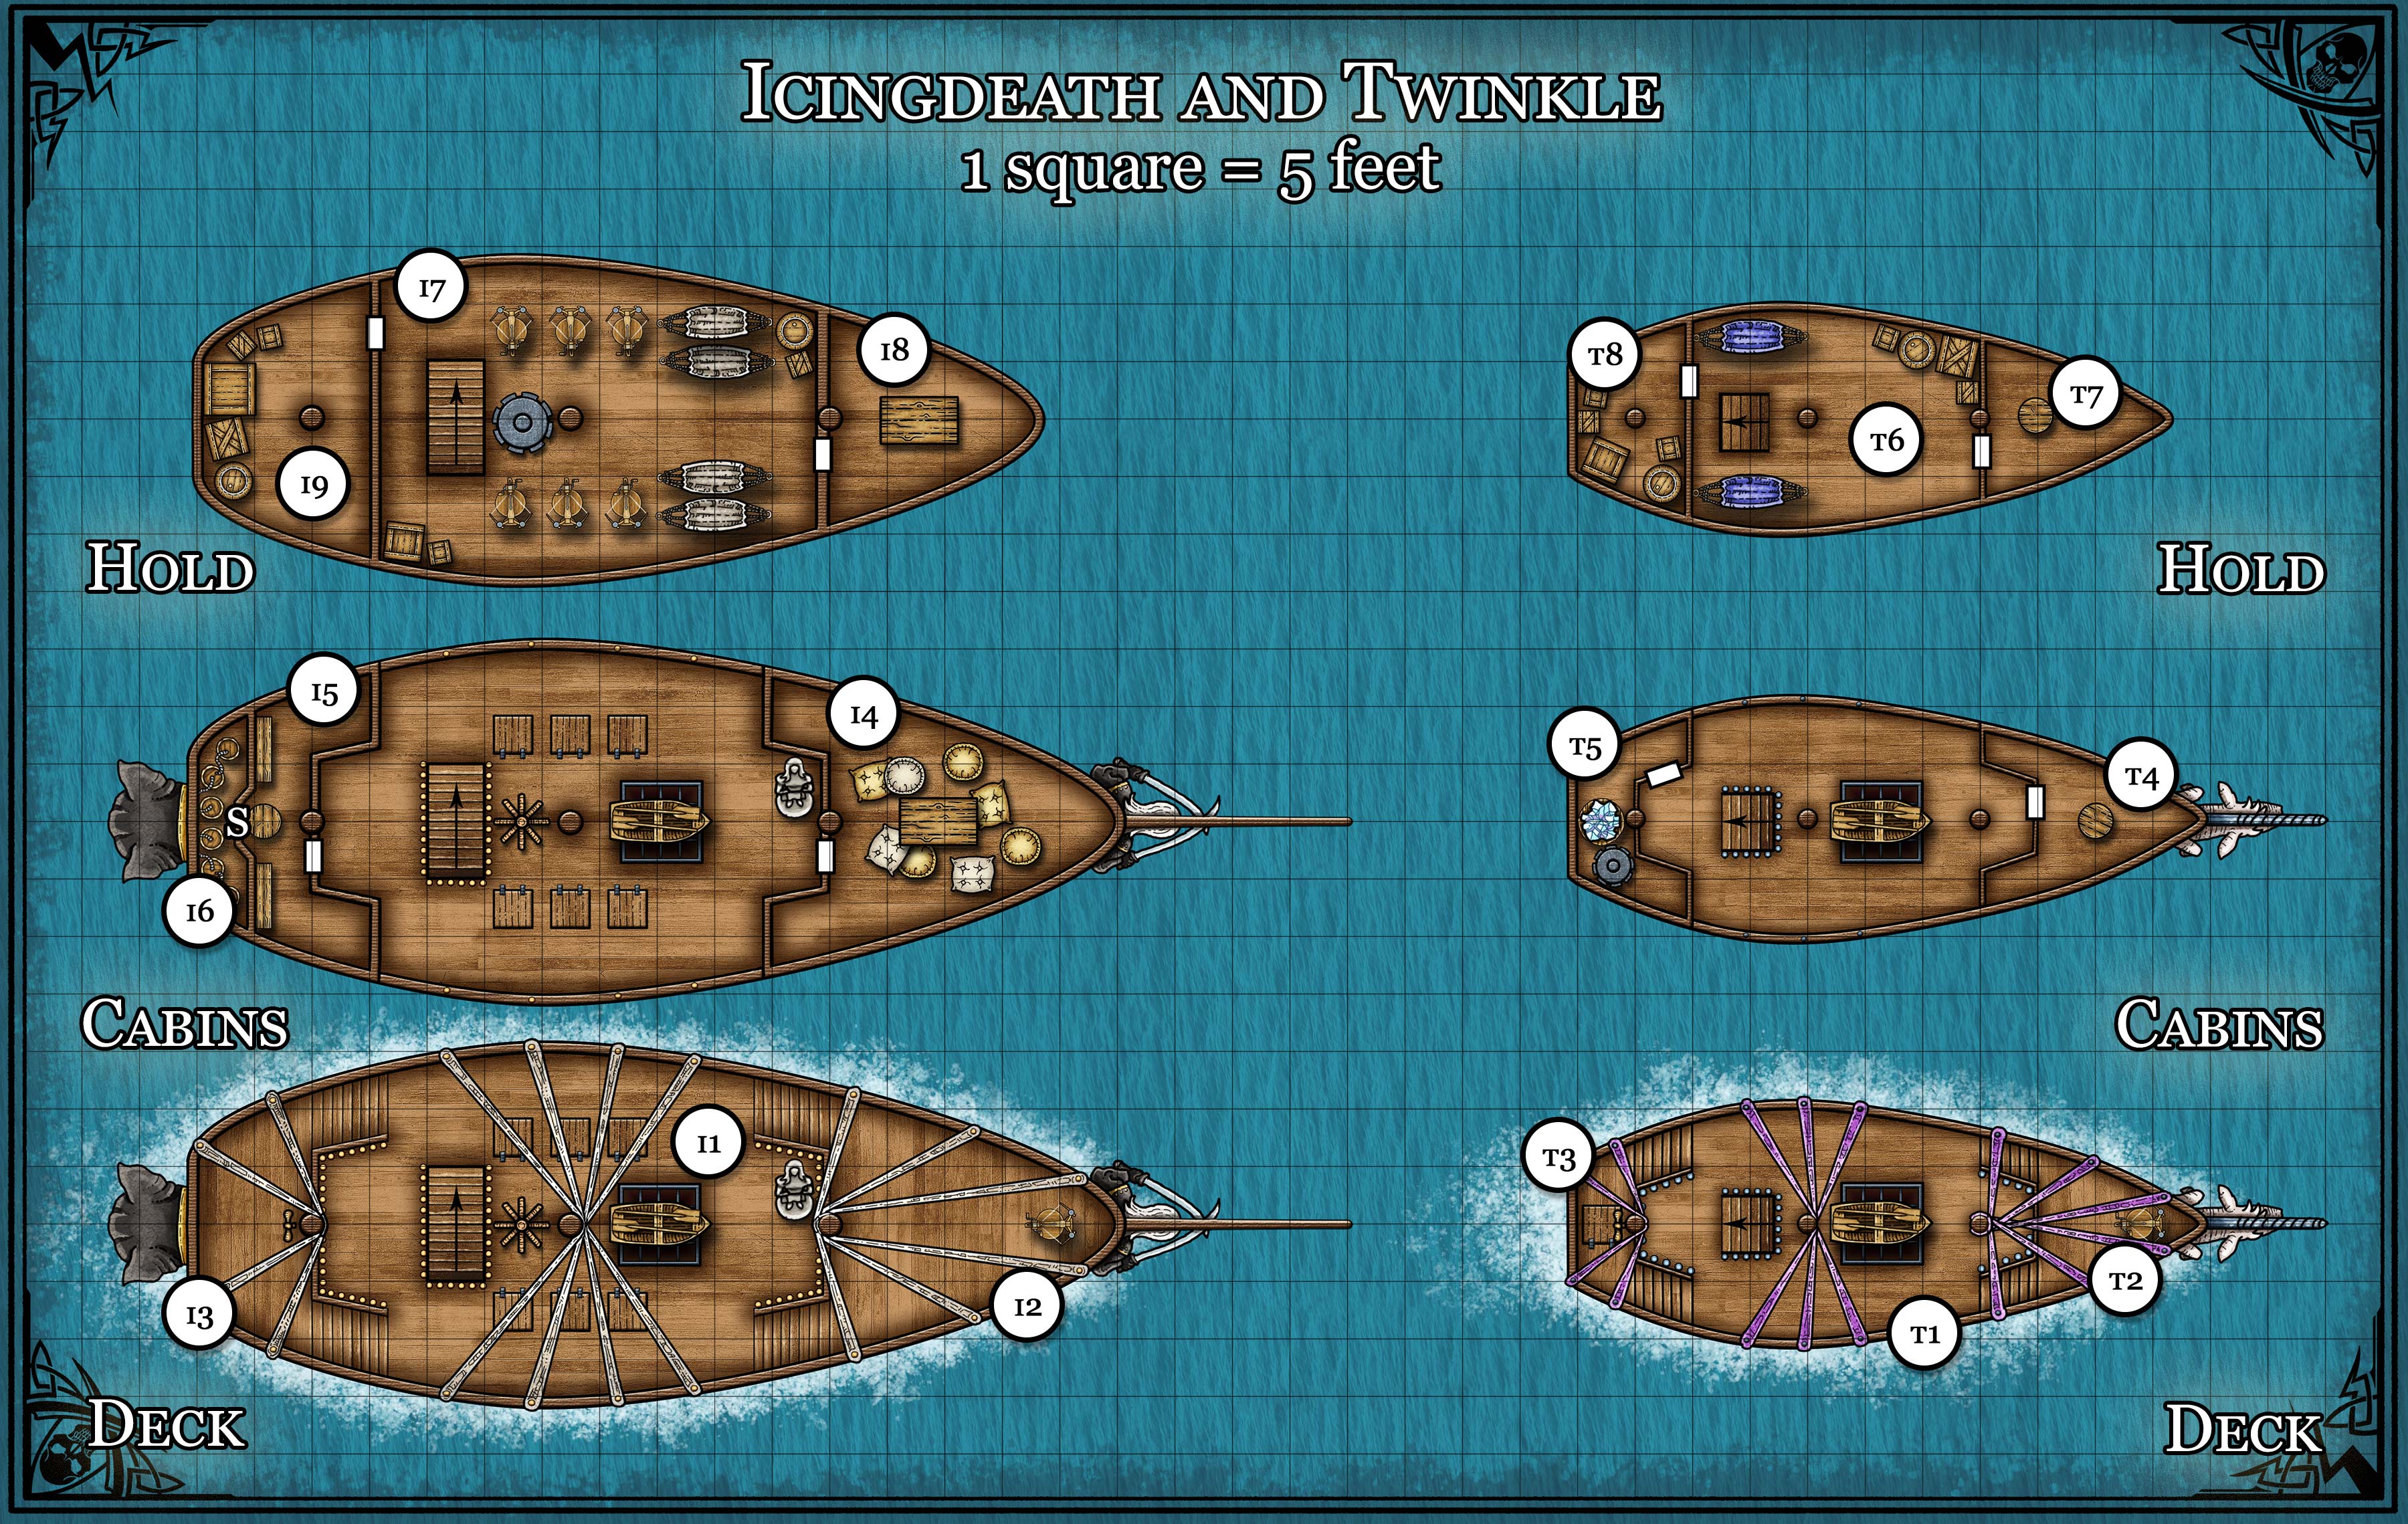 Icingdeath and Twinkle
1 square = 5 feet
I7
I8
I9
Hold
T8
T6
T7
Hold
I5
I4
S
I6
Cabins
T5
T4
Cabins
I1
I2
I3
Deck
T3
T2
T1
Deck